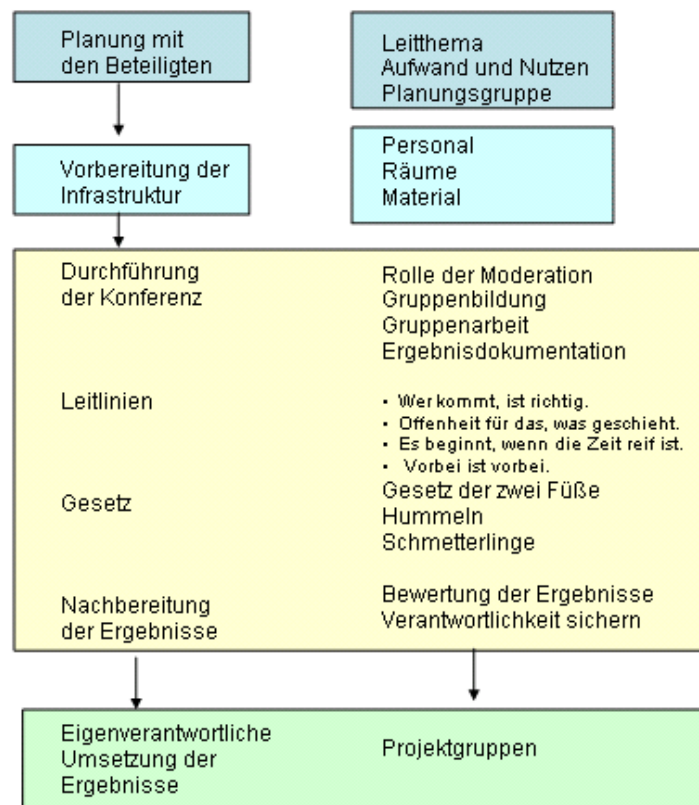 Planung mit
den Beteiligten
Leitthema
Aufwand und Nutzen
Planungsgruppe
Vorbereitung der
Infrastruktur
Personal
Räume
Material
Durchführung
der Konferenz
Rolle der Moderation
Gruppenbildung
Gruppenarbeit
Ergebnisdokumentation
Leitlinien
• Wer kommt, ist richtig.
• Offenheit für das, was geschieht.
• Es beginnt, wenn die Zeit reif ist.
• Vorbei ist vorbei.
Gesetz
Gesetz der zwei Füße
Hummeln
Schmetterlinge
Nachbereitung
der Ergebnisse
Bewertung der Ergebnisse
Verantwortlichkeit sichern
Eigenverantwortliche
Umsetzung der
Ergebnisse
Projektgruppen